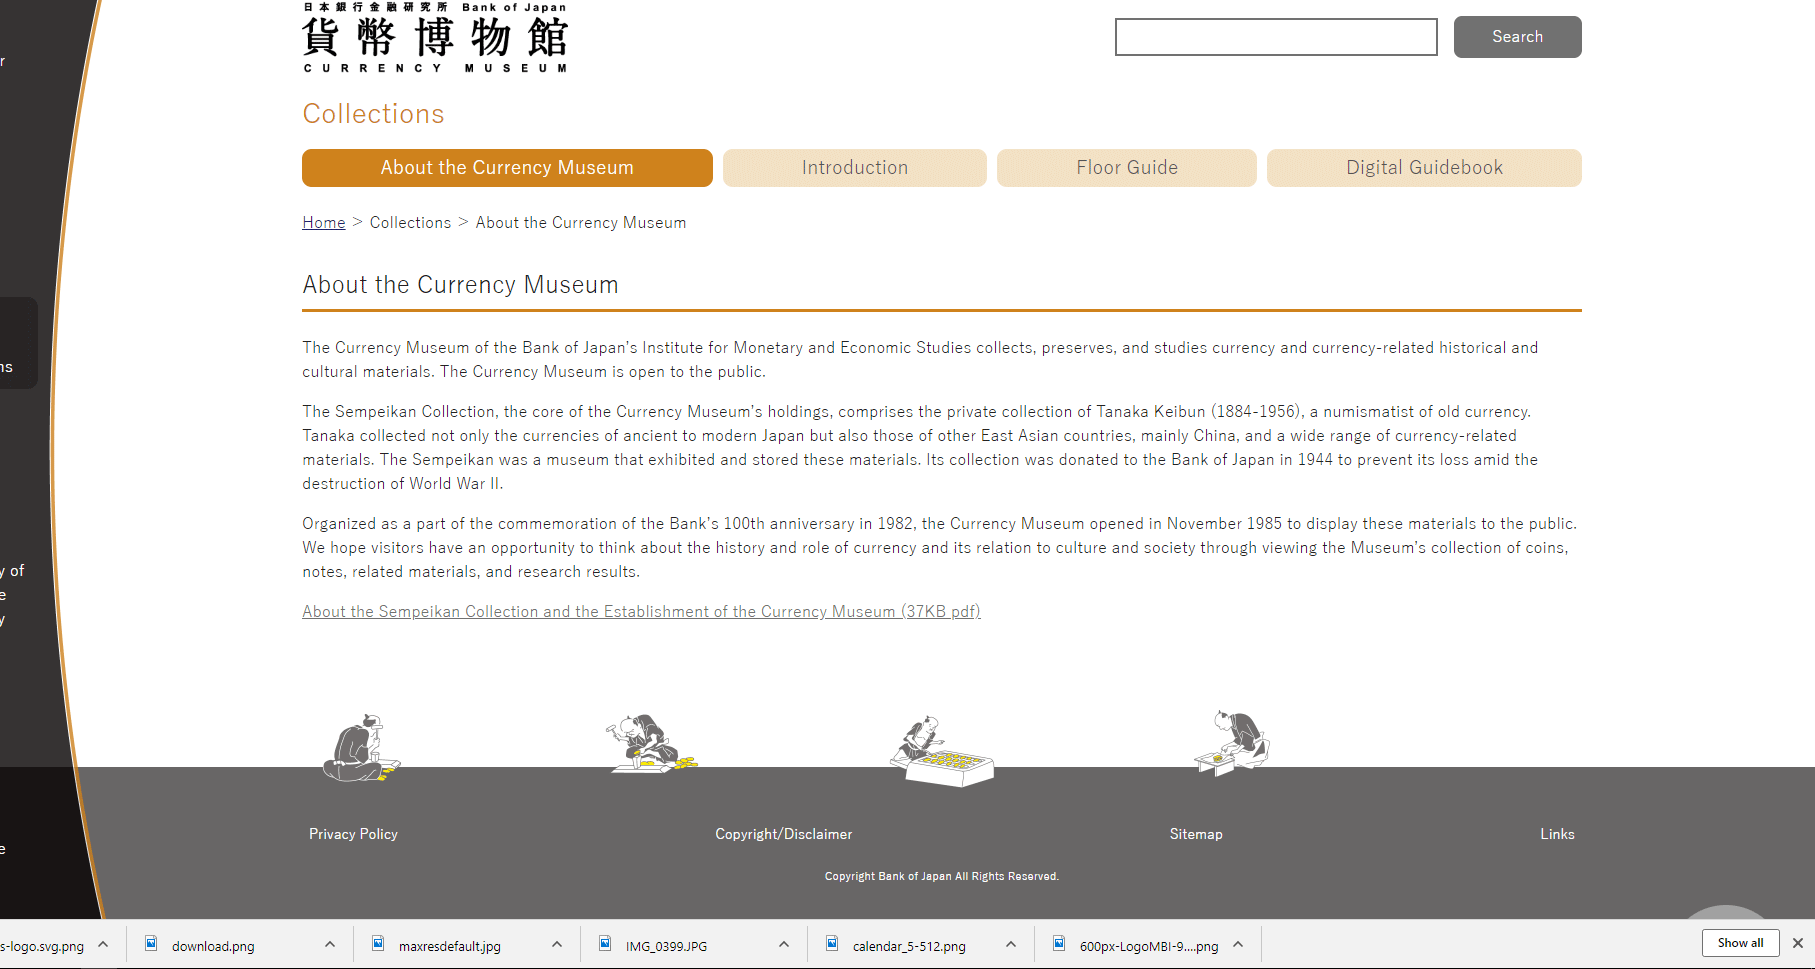 日本銀行金融研究所 Bank of Japan
貨幣博物館
CURRENCY MUSEUM
Search
Collections
About the Currency Museum
Introduction
Floor Guide
Digital Guidebook
Home > Collections > About the Currency Museum
About the Currency Museum
The Currency Museum of the Bank of Japan's Institute for Monetary and Economic Studies collects, preserves, and studies currency and currency-related historical and
cultural materials. The Currency Museum is open to the public.
The Sempeikan Collection, the core of the Currency Museum's holdings, comprises the private collection of Tanaka Keibun (1884-1956), a numismatist of old currency.
Tanaka collected not only the currencies of ancient to modern Japan but also those of other East Asian countries, mainly China, and a wide range of currency-related
materials. The Sempeikan was a museum that exhibited and stored these materials. Its collection was donated to the Bank of Japan in 1944 to prevent its loss amid the
destruction of World War II.
Organized as a part of the commemoration of the Bank's 100th anniversary in 1982, the Currency Museum opened in November 1985 to display these materials to the public.
We hope visitors have an opportunity to think about the history and role of currency and its relation to culture and society through viewing the Museum's collection of coins,
notes, related materials, and research results.
About the Sempeikan Collection and the Establishment of the Currency Museum (37KB pdf)
r
ns
y of
e
y
e
Privacy Policy
Copyright/Disclaimer
Sitemap
Links
Copyright Bank of Japan All Rights Reserved.
s-logo.svg.png
download.png
maxresdefault.jpg
IMG_0399.JPG
calendar_5-512.png
600px-LogoMBI-9....png
Show all